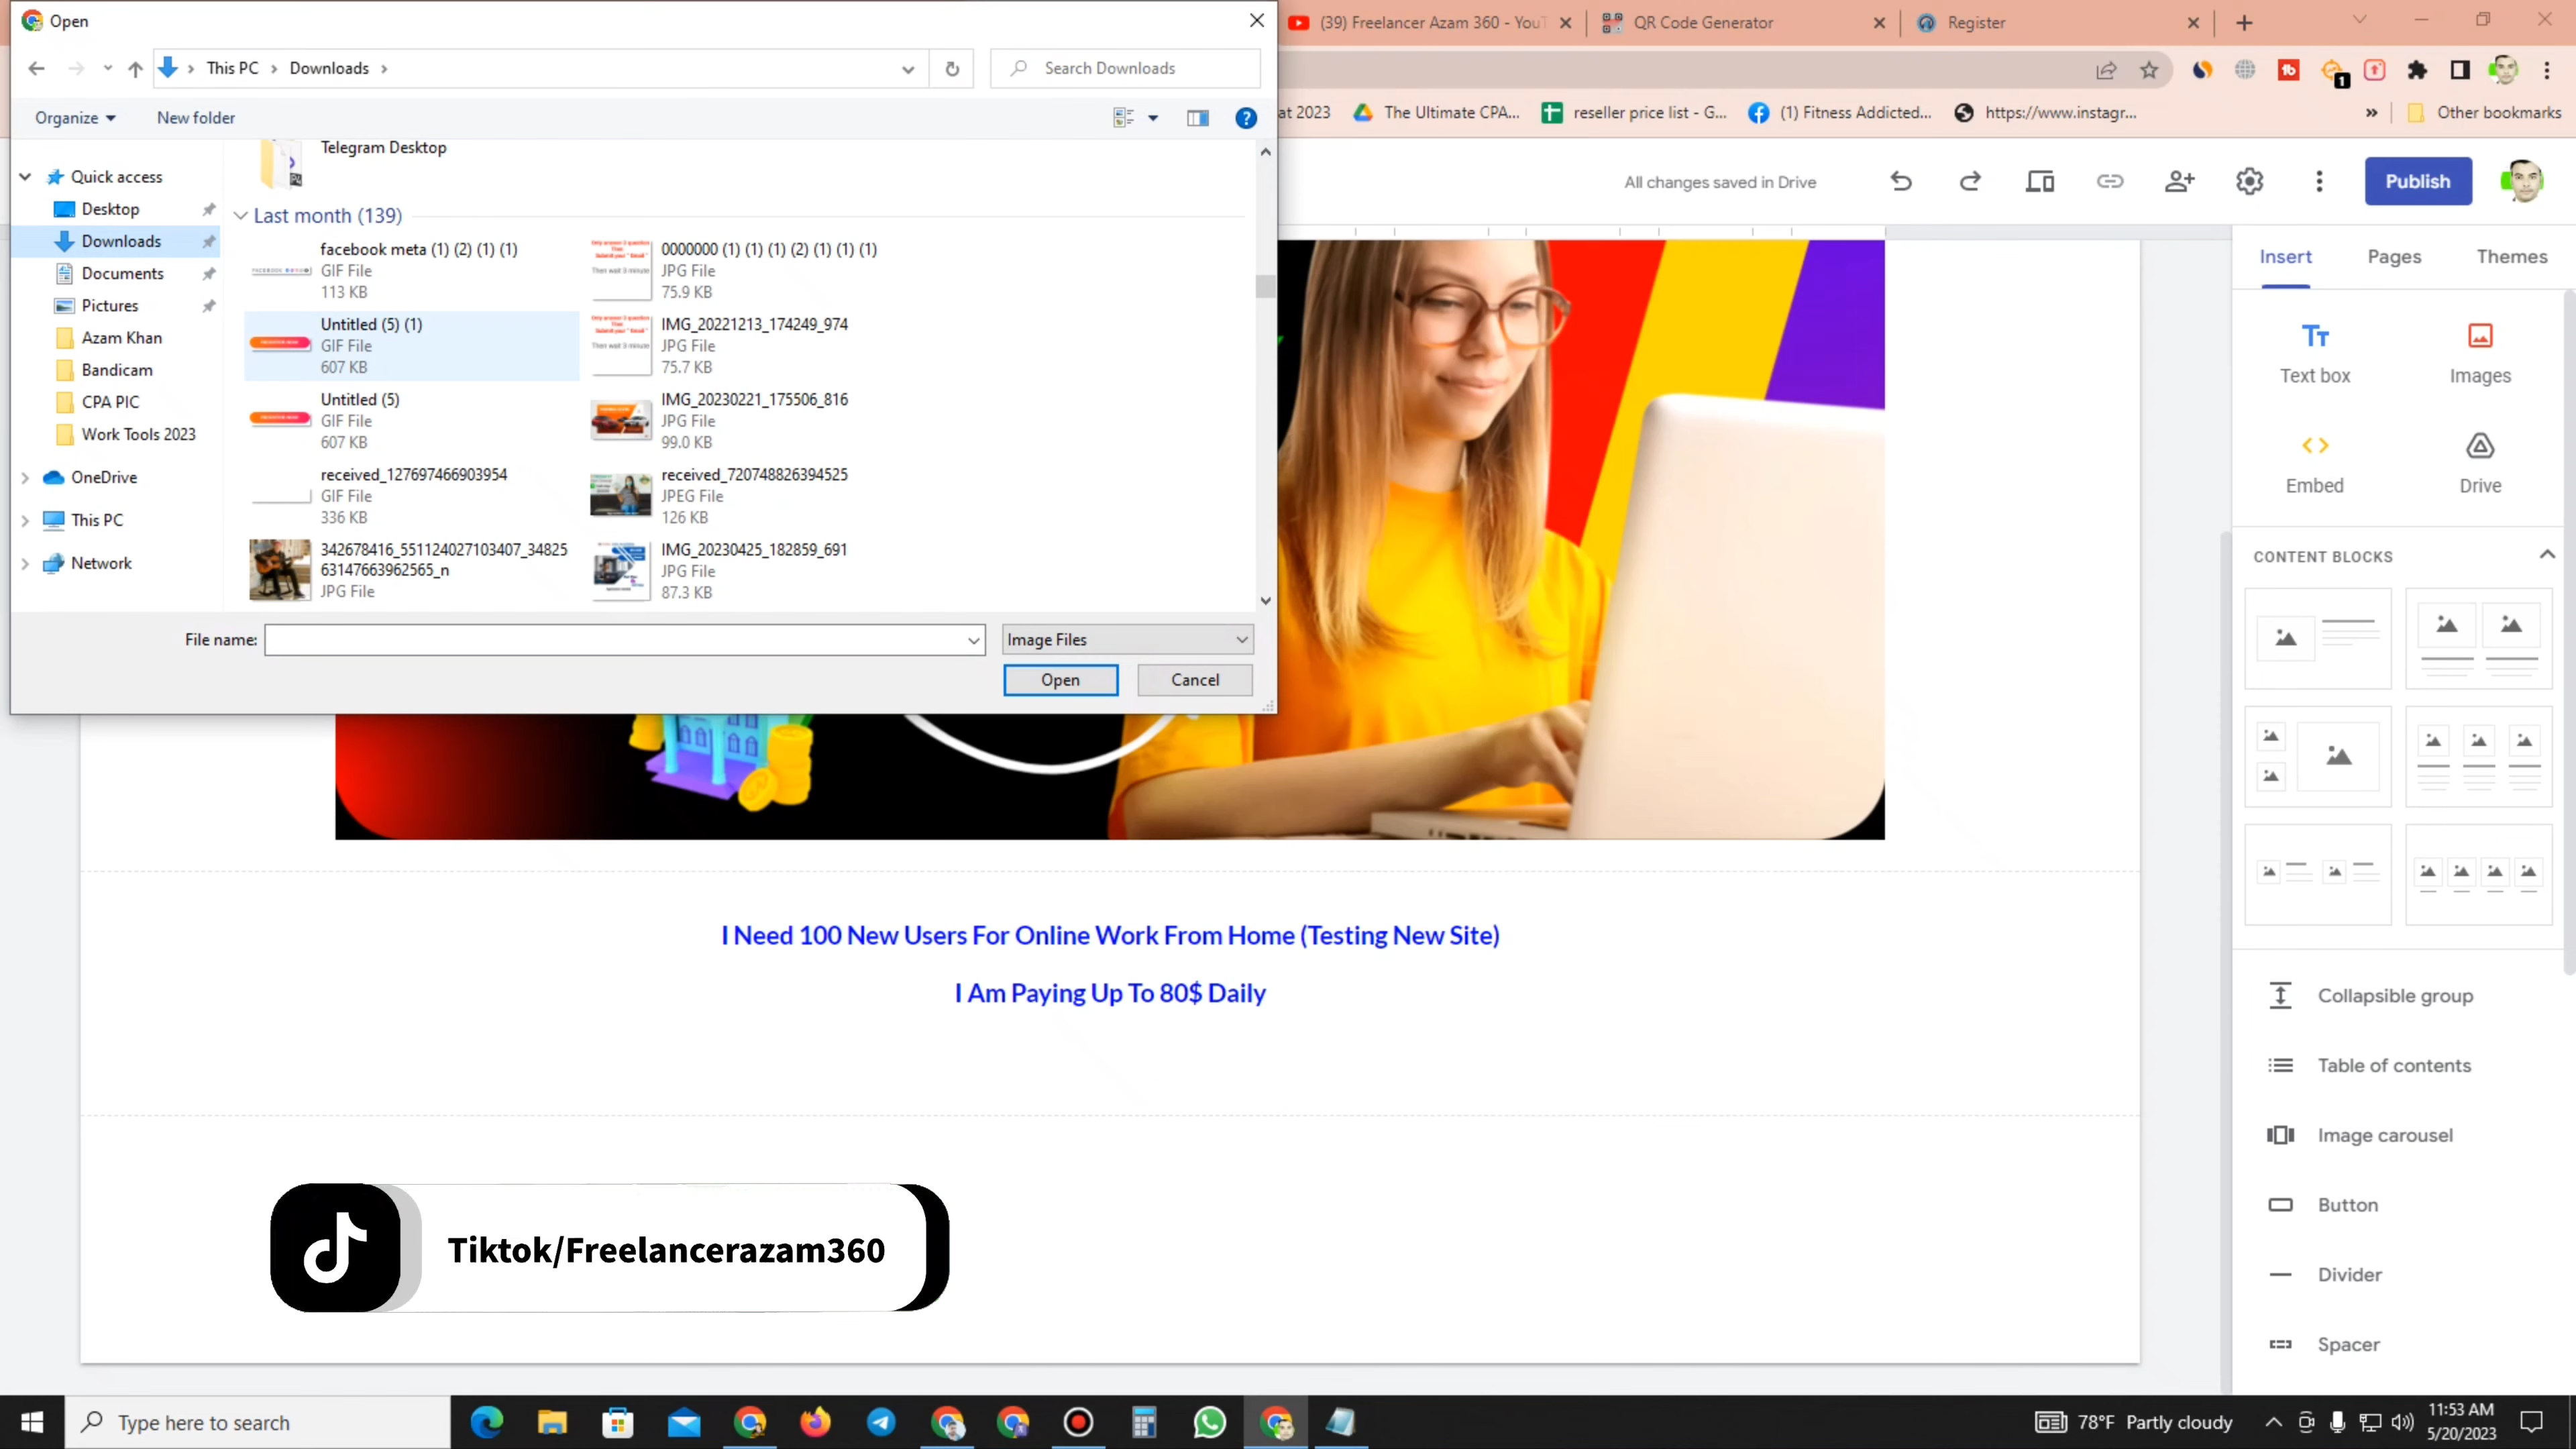 Open
(39) Freelancer Azam 360 - YouT
QR Code Generator
Register
This PC
Downloads
Search Downloads
1
Organize
New folder
at 2023
The Ultimate CPA...
reseller price list - G...
(1) Fitness Addicted...
https://www.instagr...
Other bookmarks
Telegram Desktop
All changes saved in Drive
Publish
Quick access
Desktop
Downloads
Documents
Pictures
Azam Khan
Bandicam
CPA PIC
Work Tools 2023
OneDrive
This PC
Network
Last month (139)
facebook meta (1) (2) (1) (1)
GIF File
113 KB
0000000 (1) (1) (1) (2) (1) (1) (1)
JPG File
75.9 KB
Untitled (5) (1)
GIF File
607 KB
IMG_20221213_174249_974
JPG File
75.7 KB
Untitled (5)
GIF File
607 KB
IMG_20230221_175506_816
JPG File
99.0 KB
received_127697466903954
GIF File
336 KB
received_720748826394525
JPEG File
126 KB
342678416_551124027103407_34825
63147663962565_n
JPG File
IMG_20230425_182859_691
JPG File
87.3 KB
File name:
Image Files
Open
Cancel
Insert
Pages
Themes
Text box
Images
Embed
Drive
CONTENT BLOCKS
Collapsible group
Table of contents
Image carousel
Button
Divider
Spacer
I Need 100 New Users For Online Work From Home (Testing New Site)
I Am Paying Up To 80$ Daily
Tiktok/Freelancerazam360
Type here to search
78°F Partly cloudy
11:53 AM
5/20/2023